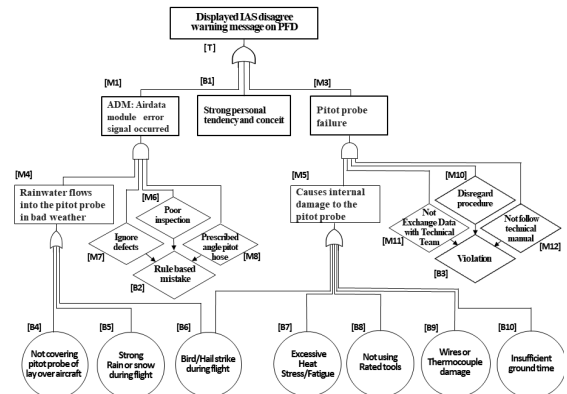 Displayed IAS disagree
warning message on PFD
[T]
[M1]
[B1]
[M3]
ADM: Airdata
module error
signal occurred
Strong personal
tendency and conceit
Pitot probe
failure
[M4]
[M6]
[M5]
[M10]
Rainwater flows
into the pitot probe
in bad weather
Poor
inspection
Causes internal
damage to the
pitot probe
Disregard
procedure
Ignore
defects
Prescribed
angle pitot
hose
Not
Exchange Data
with Technical
Team
Not follow
technical
manual
[M7]
[M8]
[M11]
[M12]
Rule based
mistake
Violation
[B2]
[B3]
[B4]
[B5]
[B6]
[B7]
[B8]
[B9]
[B10]
Not covering
pitot probe of
lay over aircraft
Strong
Rain or snow
during flight
Bird/Hail strike
during flight
Excessive
Heat
Stress/Fatigue
Not using
Rated tools
Wires or
Thermocouple
damage
Insufficient
ground time